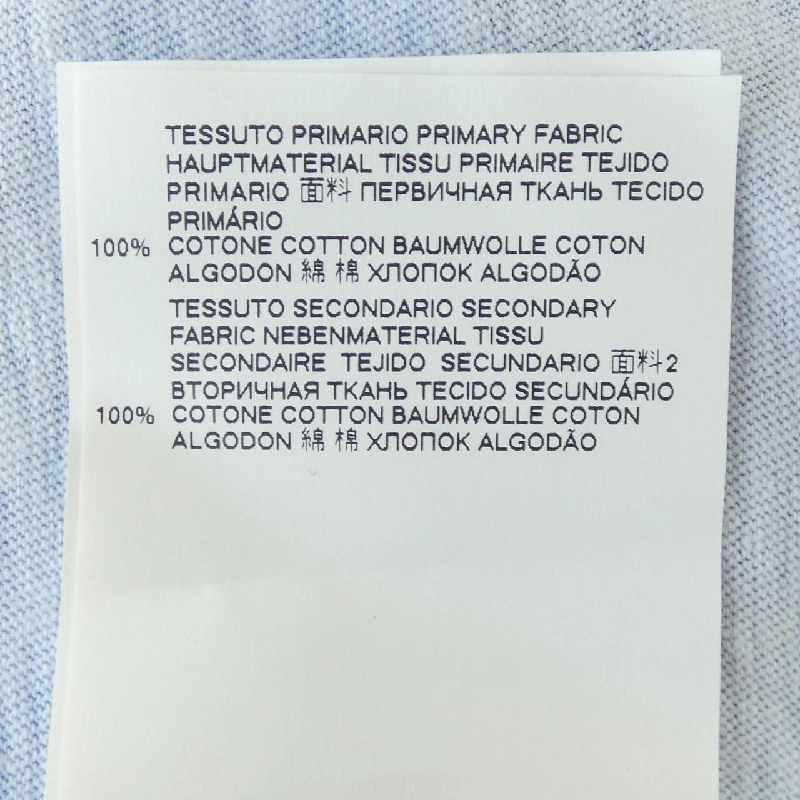 TESSUTO PRIMARIO PRIMARY FABRIC
HAUPTMATERIAL TISSU PRIMAIRE TEJIDO
PRIMARIO 面料 ПЕРВИЧНАЯ ТКАНЬ TECIDO
PRIMÁRIO
100% COTONE COTTON BAUMWOLLE COTON
ALGODON 綿 棉 ХЛОПОК ALGODÃO
TESSUTO SECONDARIO SECONDARY
FABRIC NEBENMATERIAL TISSU
SECONDAIRE TEJIDO SECUNDARIO 面料2
ВТОРИЧНАЯ ТКАНЬ TECIDO SECUNDÁRIO
100% COTONE COTTON BAUMWOLLE COTON
ALGODON 綿 棉 ХЛОПОК ALGODÃO